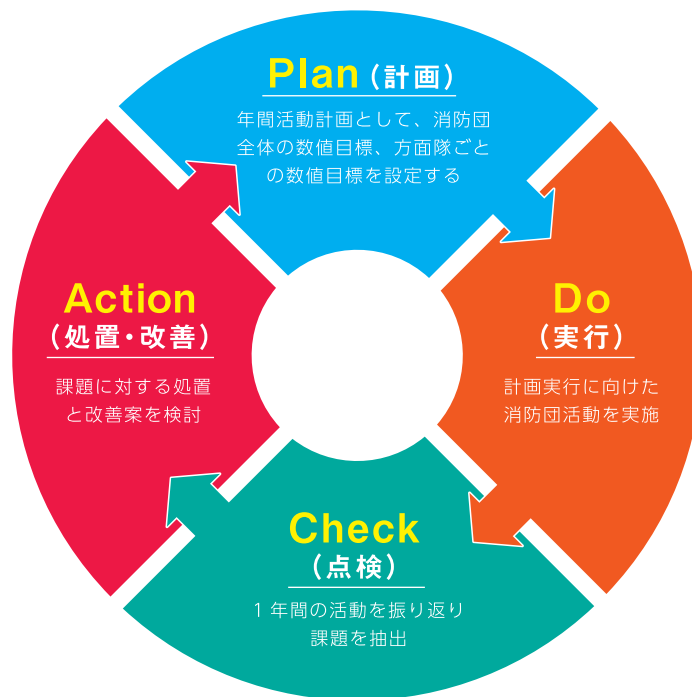 Plan（計画）
年間活動計画として、消防団
全体の数値目標、方面隊ごと
の数値目標を設定する
Do
（実行）
計画実行に向けた
消防団活動を実施
Check
（点検）
1 年間の活動を振り返り
課題を抽出
Action
（処置・改善）
課題に対する処置
と改善案を検討